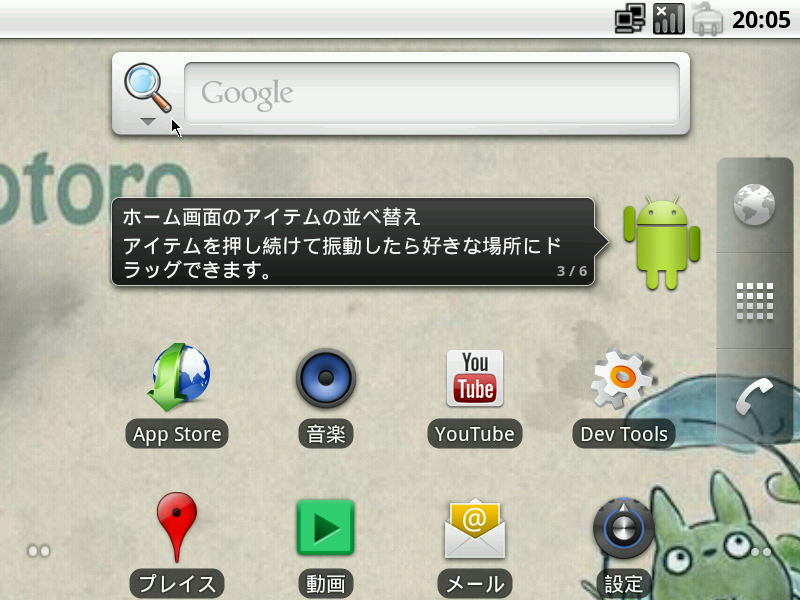 20:05
Google
otoro
ホーム画面のアイテムの並べ替え
アイテムを押し続けて振動したら好きな場所にド
ラッグできます。
3 / 6
You
Tube
App Store
音楽
YouTube
Dev Tools
@
プレイス
動画
メール
設定